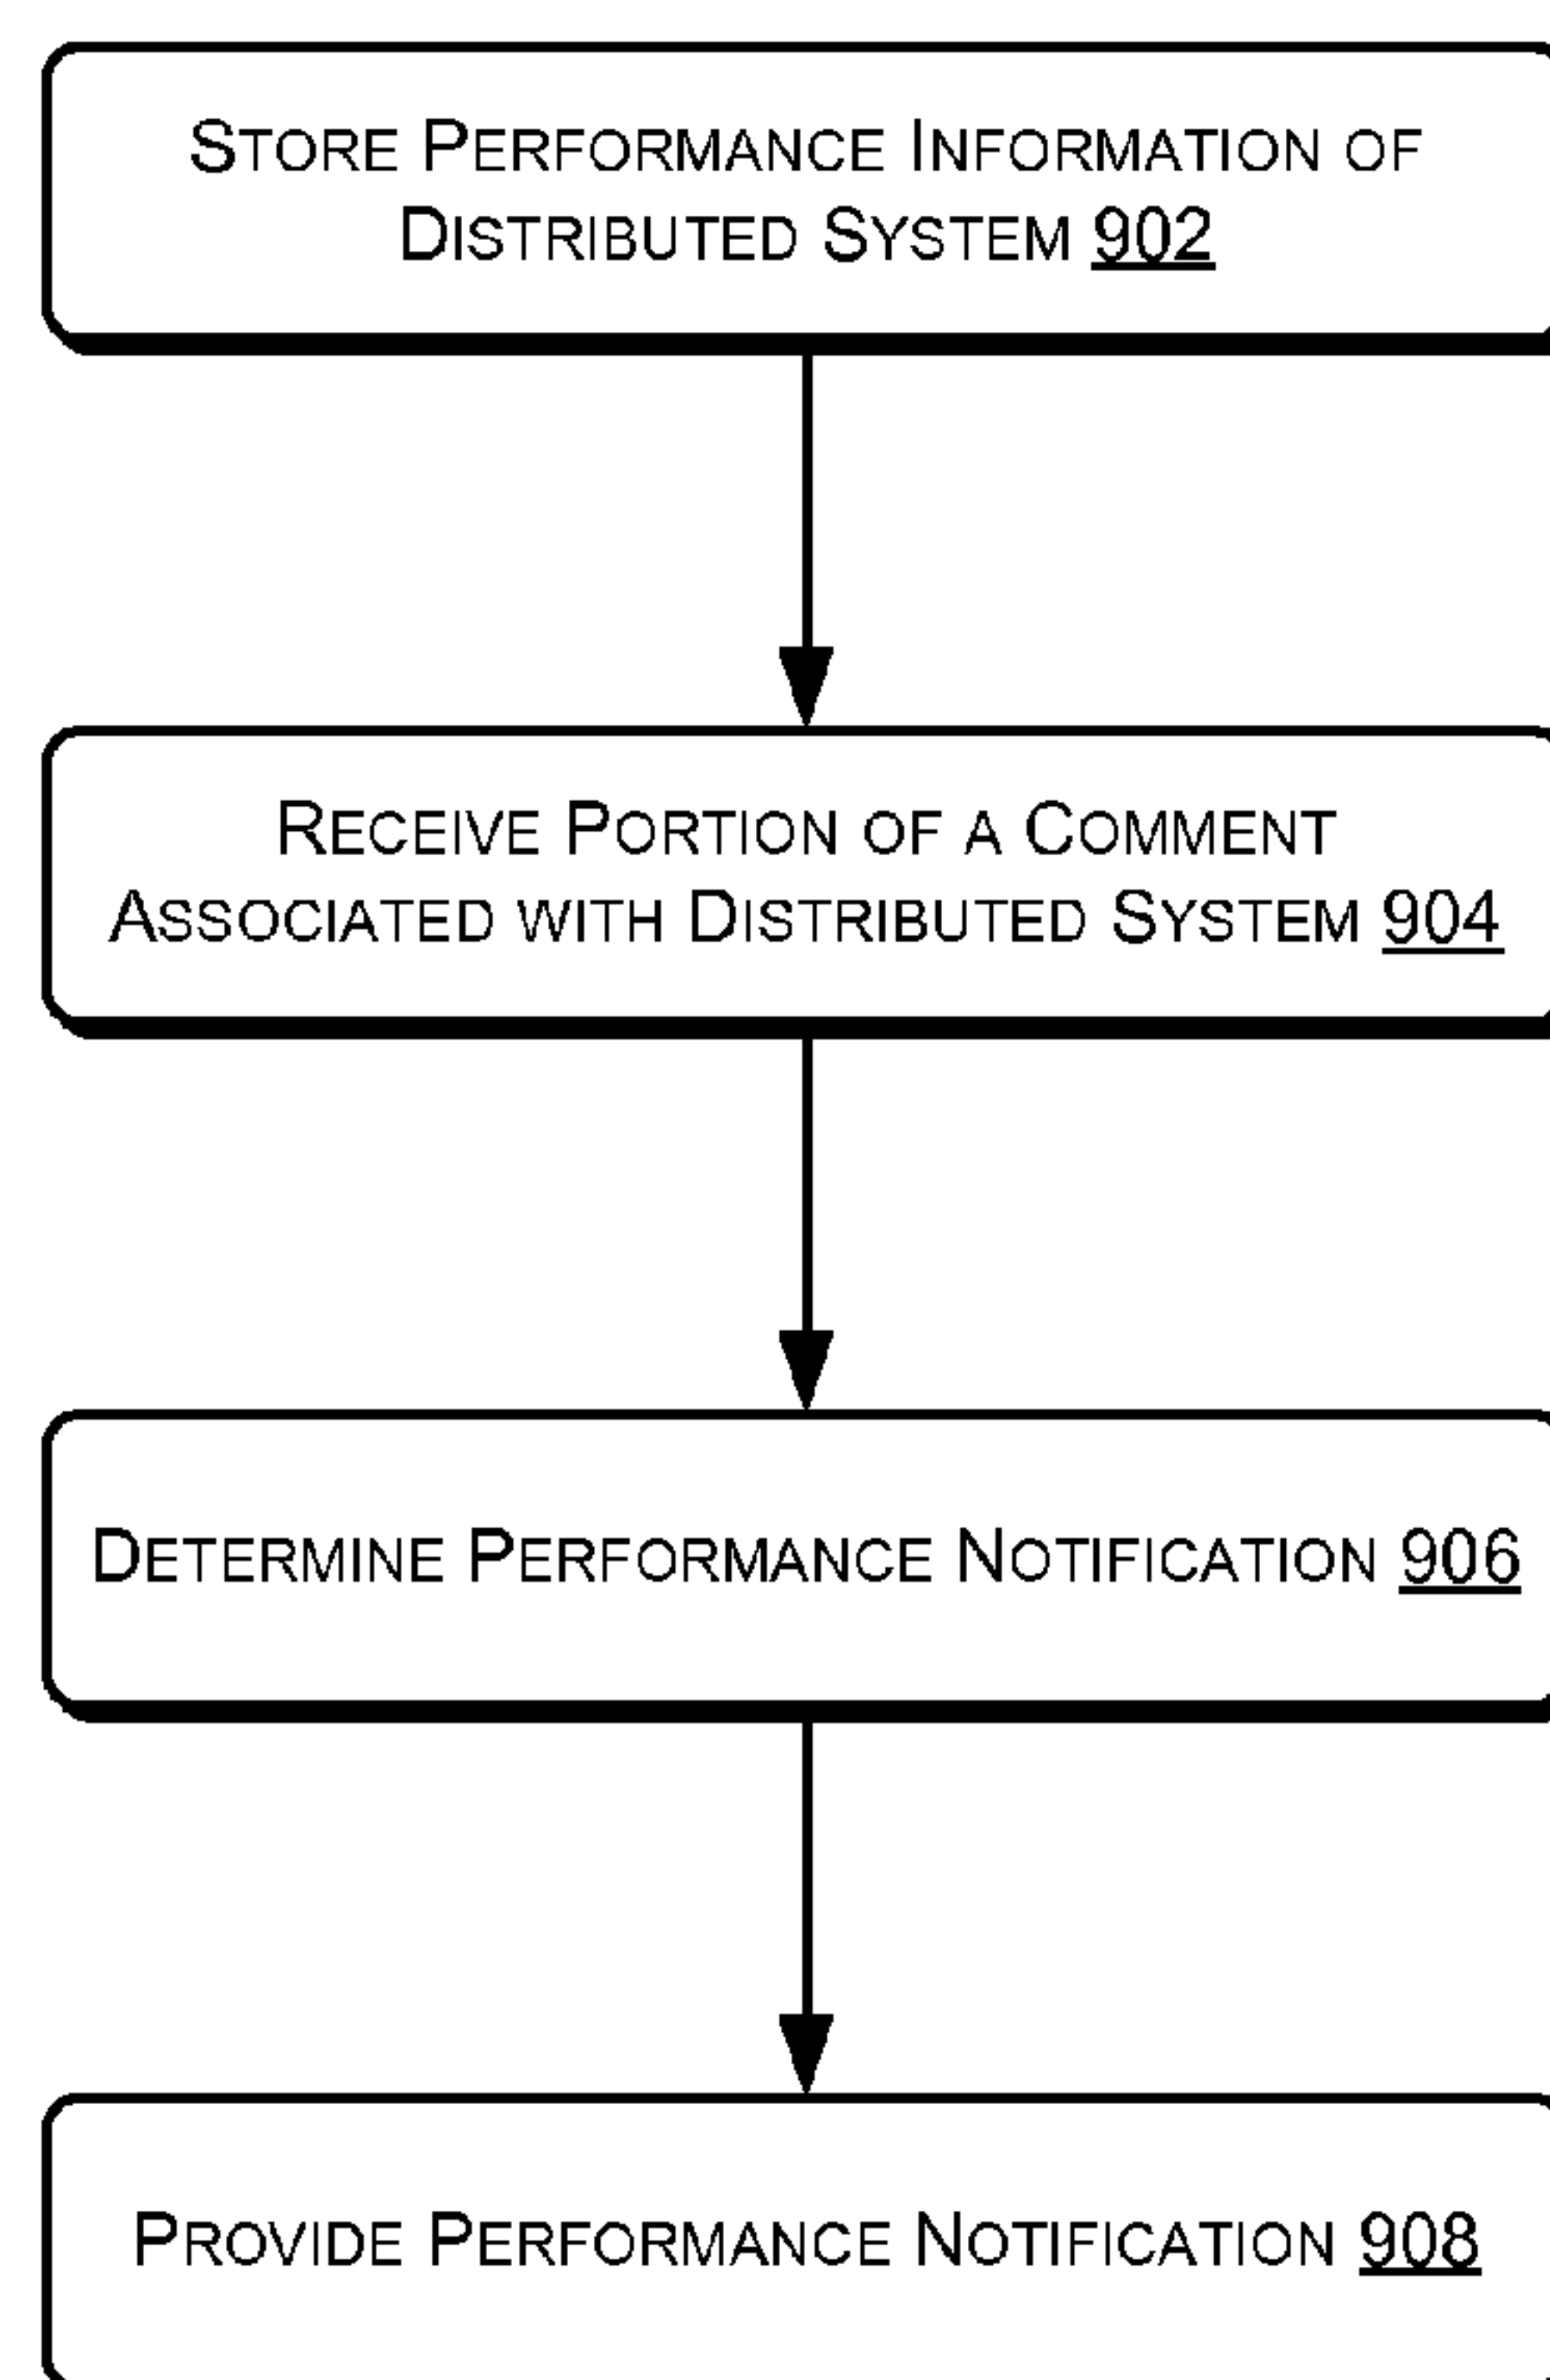 STORE PERFORMANCE INFORMATION OF
DISTRIBUTED SYSTEM 902
RECEIVE PORTION OF A COMMENT
ASSOCIATED WITH DISTRIBUTED SYSTEM 904
DETERMINE PERFORMANCE NOTIFICATION 906
PROVIDE PERFORMANCE NOTIFICATION 908